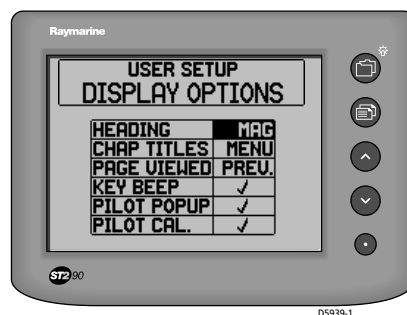 Raymarine
USER SETUP
DISPLAY OPTIONS
HEADING MAG
CHAP TITLES MENU
PAGE VIEWED PREV.
KEY BEEP ✓
PILOT POPUP ✓
PILOT CAL. ✓
ST290
D5939-1